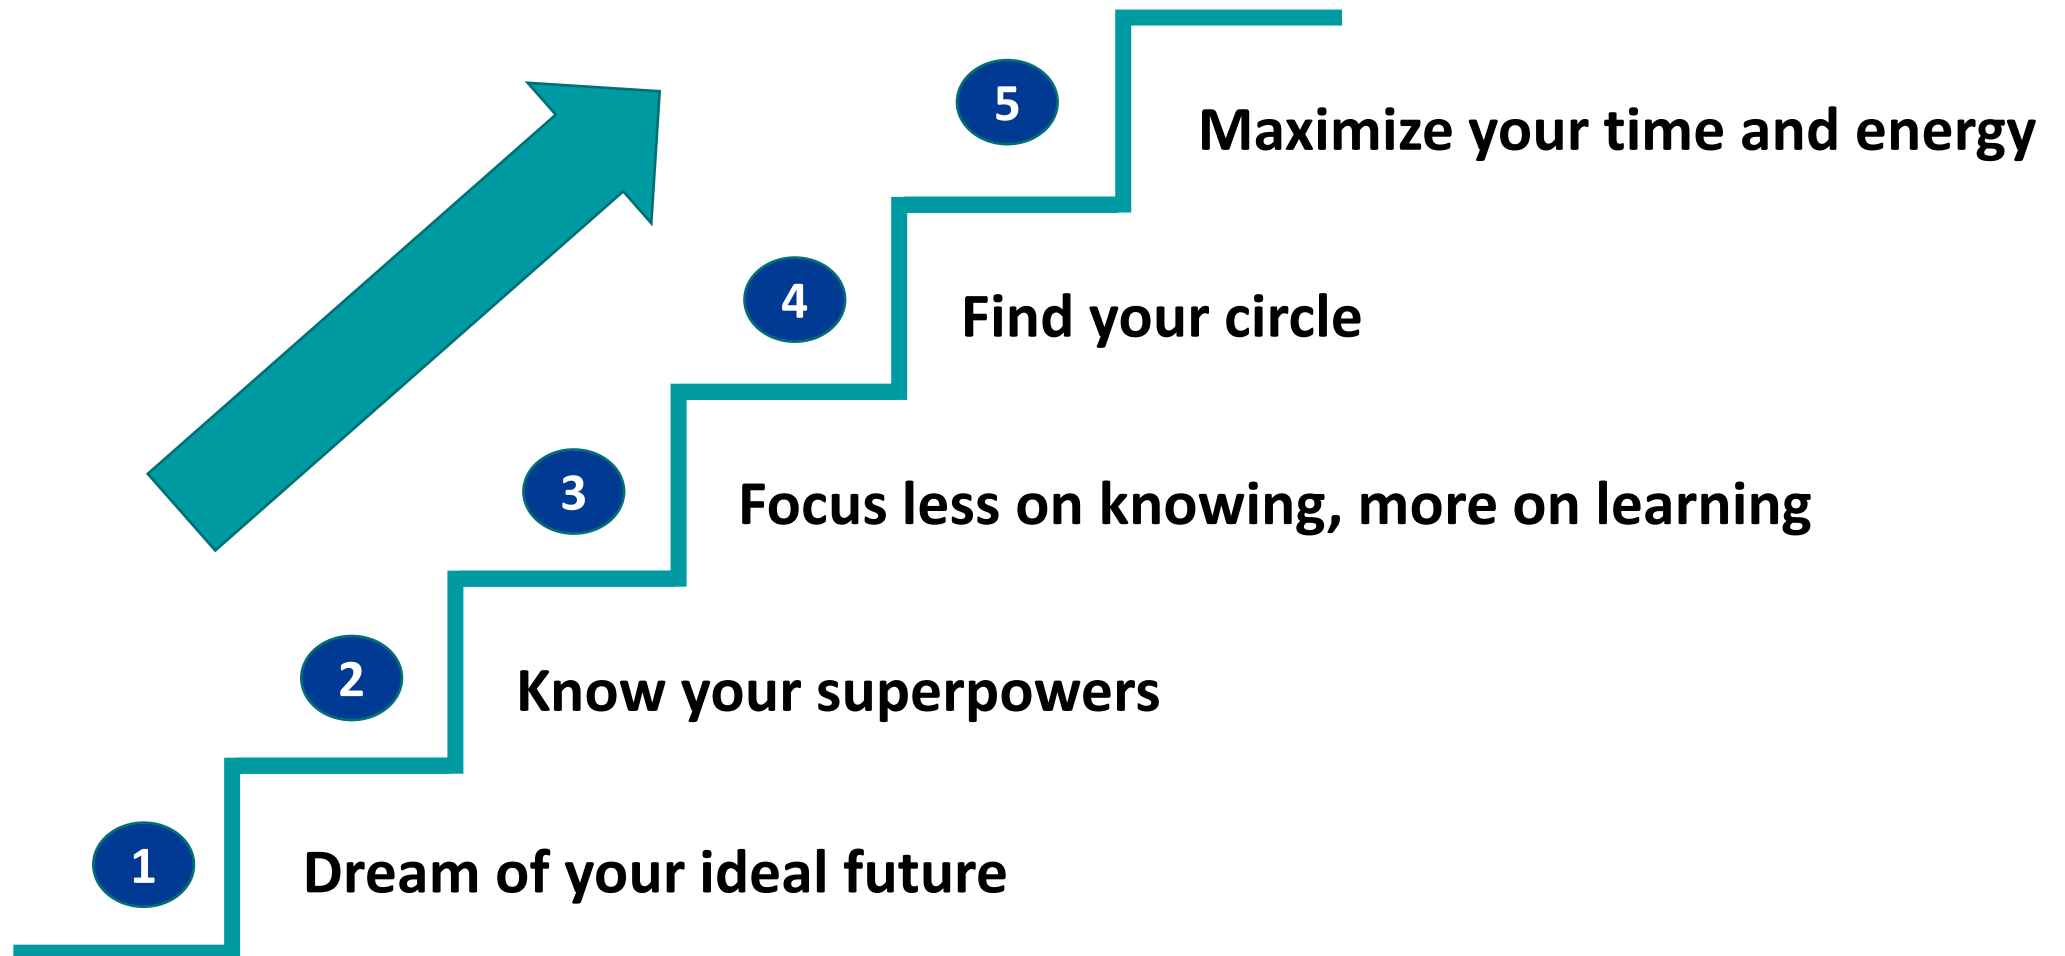 5
Maximize your time and energy
4
Find your circle
3
Focus less on knowing, more on learning
2
Know your superpowers
1
Dream of your ideal future